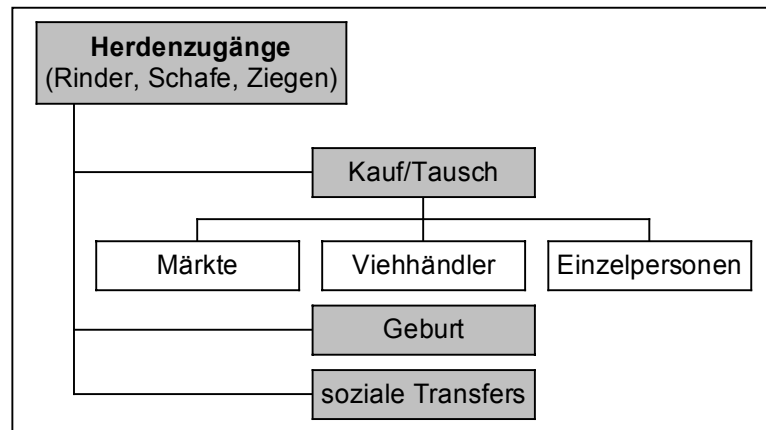 Herdenzugänge
(Rinder, Schafe, Ziegen)
Kauf/Tausch
Märkte
Viehhändler
Einzelpersonen
Geburt
soziale Transfers